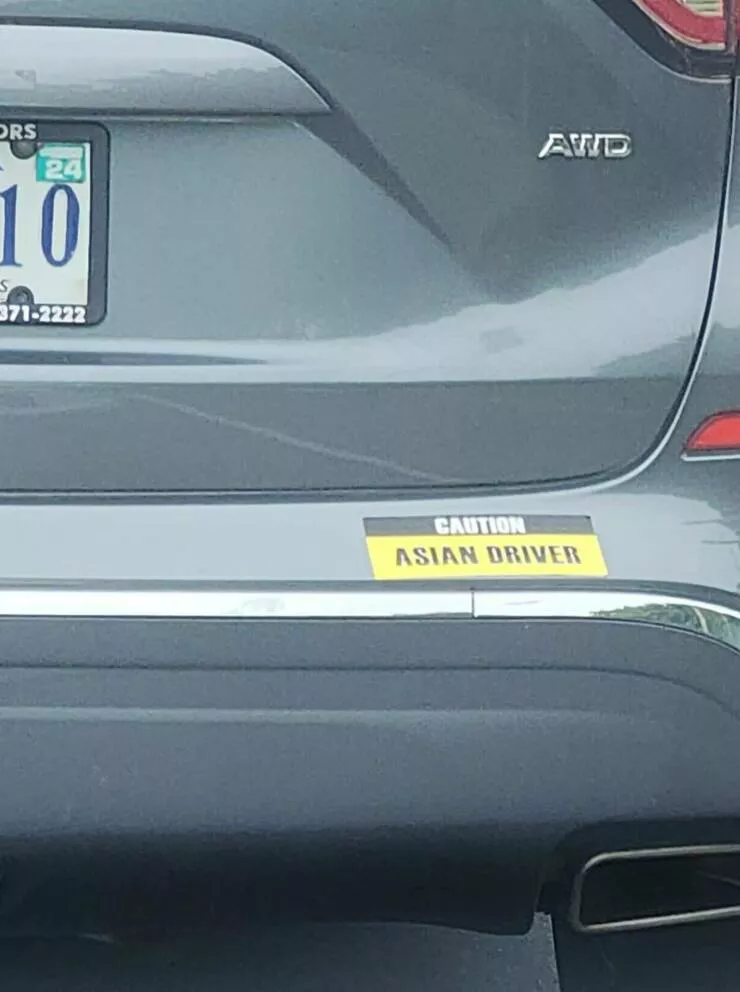 AWD
ORS
24
10
S
371-2222
CAUTION
ASIAN DRIVER